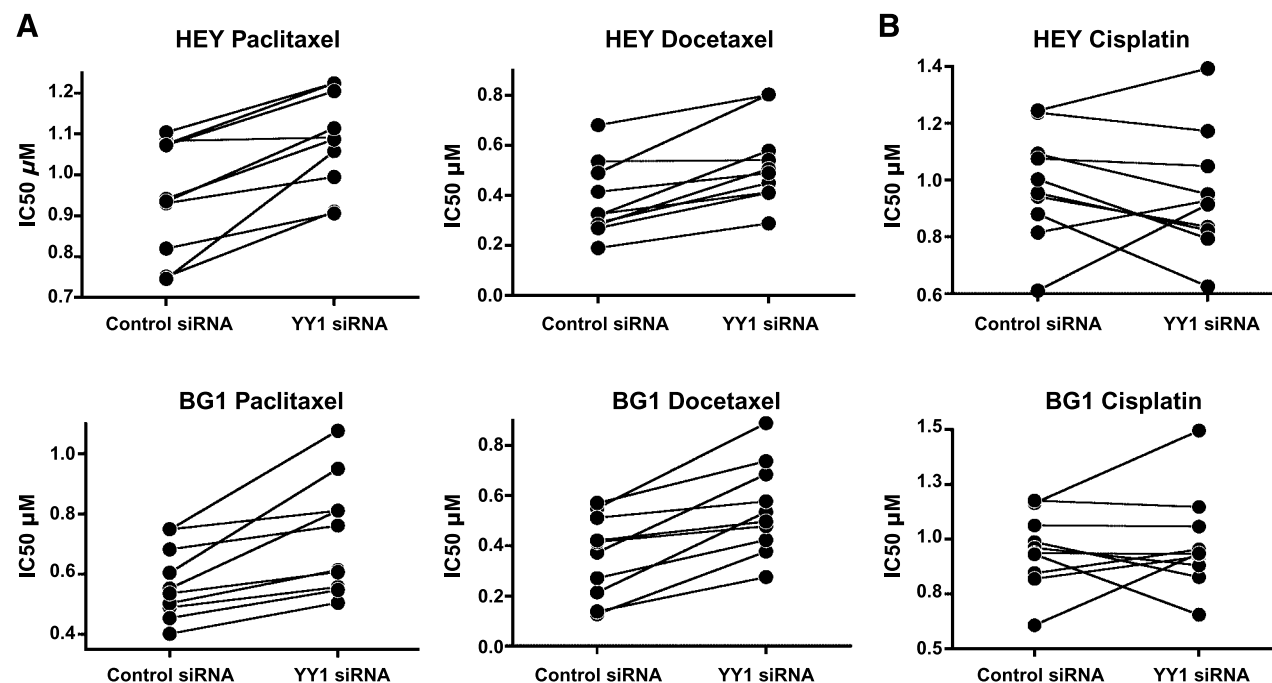 A
B
HEY Paclitaxel
IC50 µM
1.2
1.1
1.0
0.9
0.8
0.7
Control siRNA
YY1 siRNA
HEY Docetaxel
IC50 µM
0.8
0.6
0.4
0.2
0.0
Control siRNA
YY1 siRNA
HEY Cisplatin
IC50 µM
1.4
1.2
1.0
0.8
0.6
Control siRNA
YY1 siRNA
BG1 Paclitaxel
IC50 µM
1.0
0.8
0.6
0.4
Control siRNA
YY1 siRNA
BG1 Docetaxel
IC50 µM
0.8
0.6
0.4
0.2
0.0
Control siRNA
YY1 siRNA
BG1 Cisplatin
IC50 µM
1.5
1.3
1.0
0.8
0.5
Control siRNA
YY1 siRNA